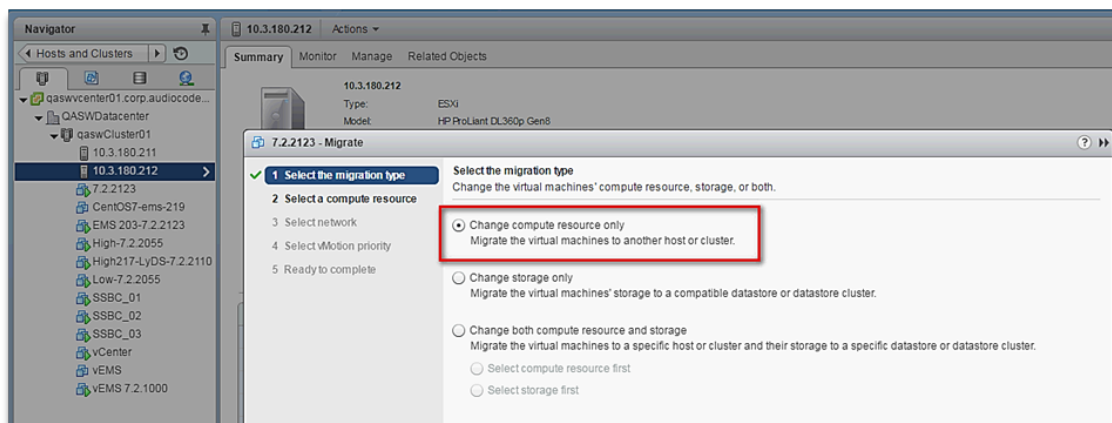 Navigator
10.3.180.212 Actions
Hosts and Clusters
Summary Monitor Manage Related Objects
10.3.180.212
Type: ESXi
Model: HP ProLiant DL360p Gen8
qaswvcenter01.corp.audiocode...
QASWDatacenter
qaswCluster01
10.3.180.211
10.3.180.212
7.2.2123
CentOS7-ems-219
EMS 203-7.2.2123
High-7.2.2055
High217-LyDS-7.2.2110
Low-7.2.2055
SSBC_01
SSBC_02
SSBC_03
vCenter
vEMS
vEMS 7.2.1000
7.2.2123 - Migrate
1 Select the migration type
2 Select a compute resource
3 Select network
4 Select vMotion priority
5 Ready to complete
Select the migration type
Change the virtual machines' compute resource, storage, or both.
Change compute resource only
Migrate the virtual machines to another host or cluster.
Change storage only
Migrate the virtual machines' storage to a compatible datastore or datastore cluster.
Change both compute resource and storage
Migrate the virtual machines to a specific host or cluster and their storage to a specific datastore or datastore cluster.
Select compute resource first
Select storage first